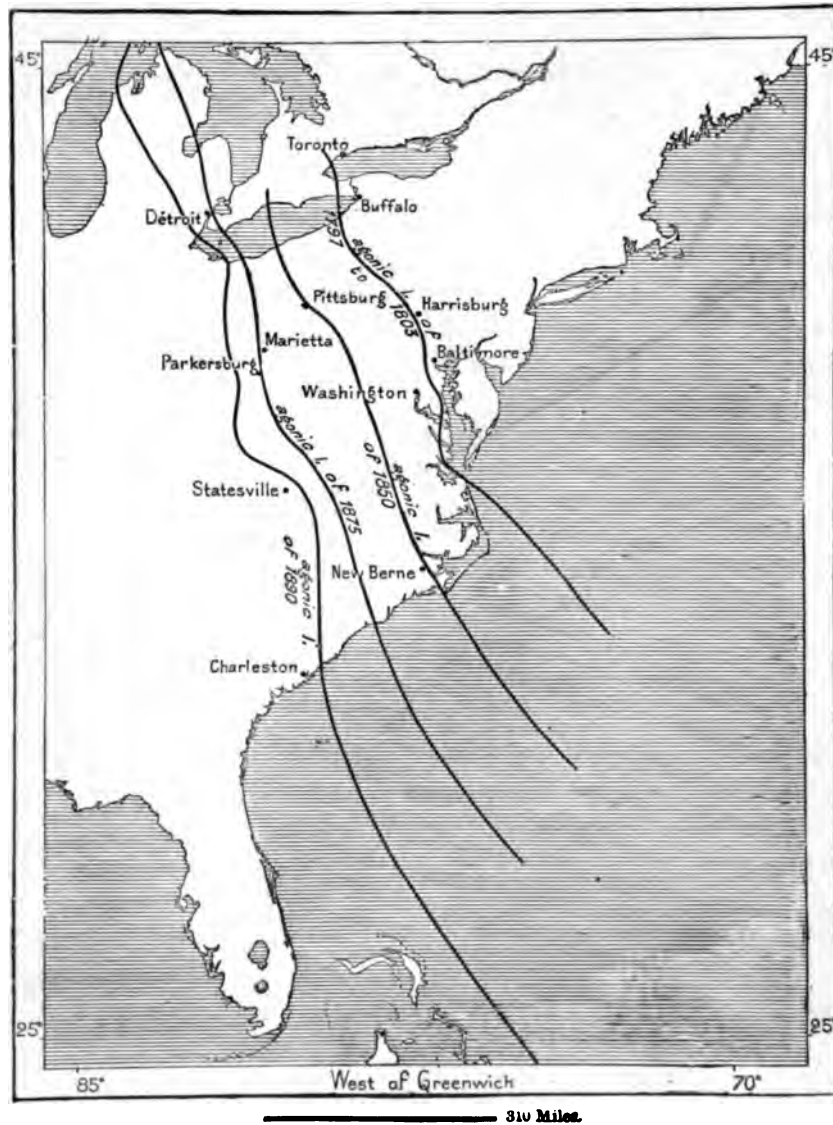 45°
45°
Toronto
Buffalo
Détroit
1797 to 1803
agonic l. of
Pittsburg
Harrisburg
Marietta
Baltimore
Parkersburg
Washington
agonic l. of 1875
agonic l.
of 1850
Statesville
New Berne
agonic l.
of 1890
Charleston
25°
25°
85°
West of Greenwich
70°
310 Miles.